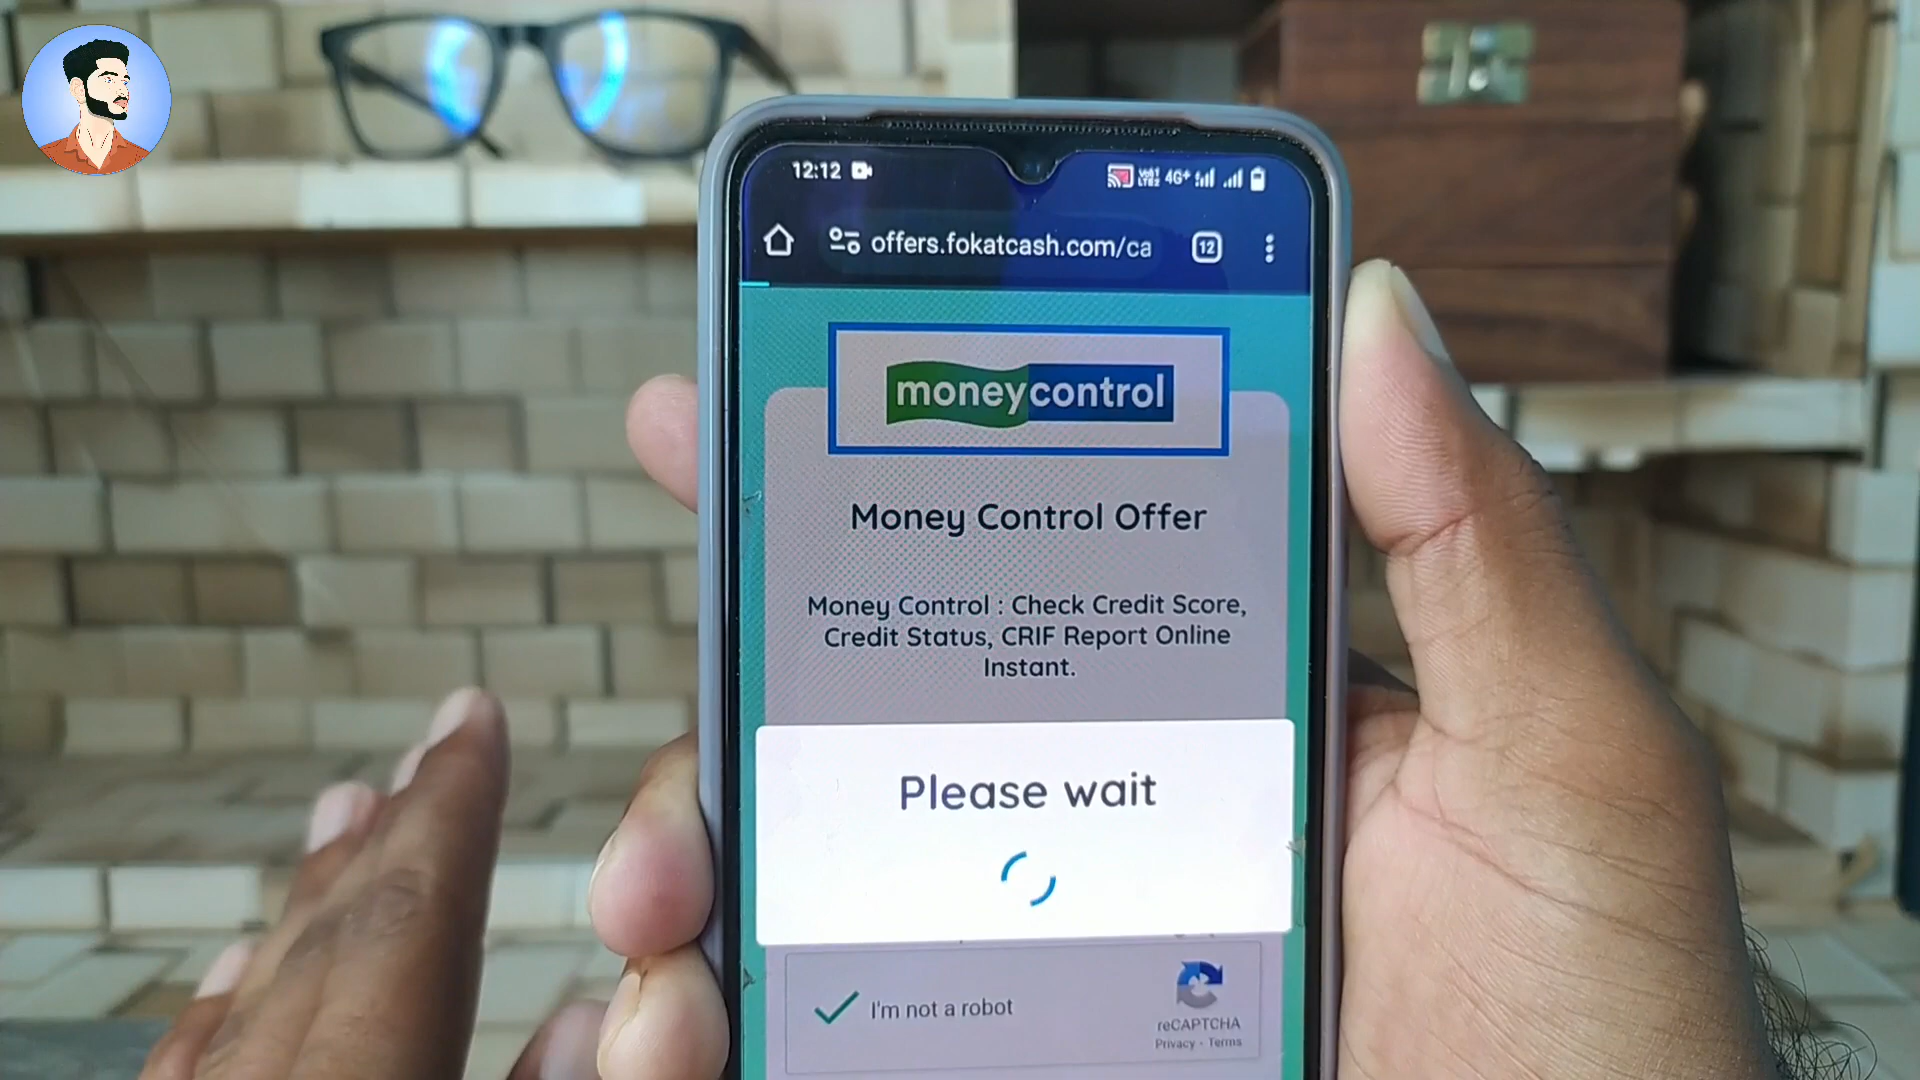 12:12
4G+
offers.fokatcash.com/ca
12
moneycontrol
Money Control Offer
Money Control : Check Credit Score,
Credit Status, CRIF Report Online
Instant.
Please wait
I'm not a robot
reCAPTCHA
Privacy - Terms